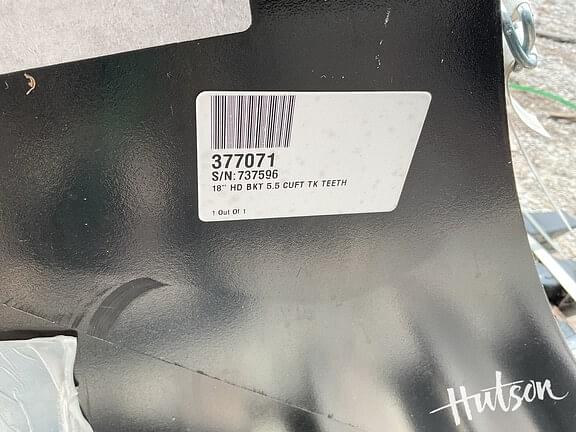 377071
S/N: 737596
18" HD BKT 5.5 CUFT TK TEETH
1 Out Of 1
Hutson